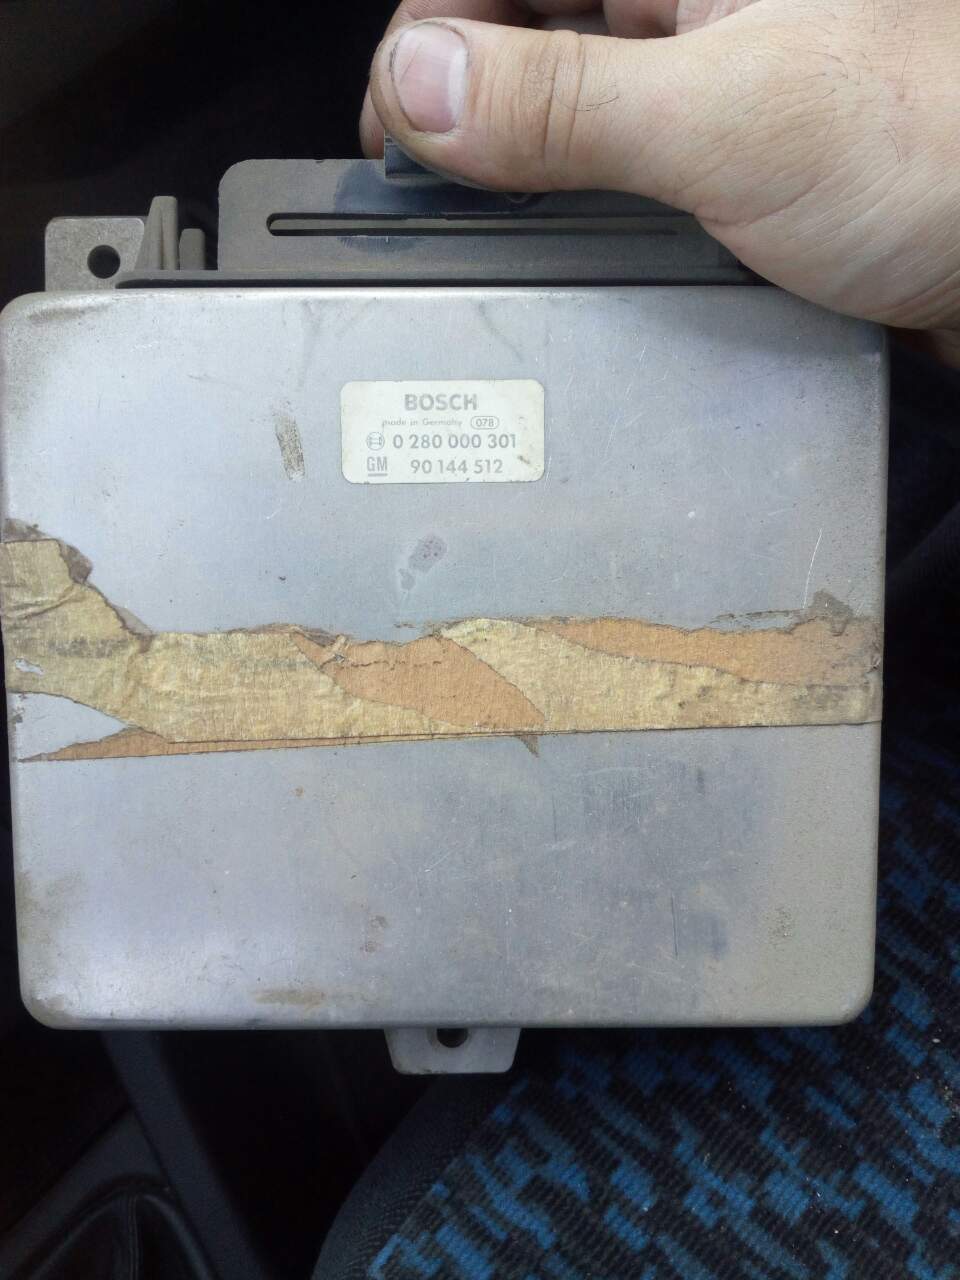 BOSCH
made in Germany 078
0 280 000 301
GM 90 144 512